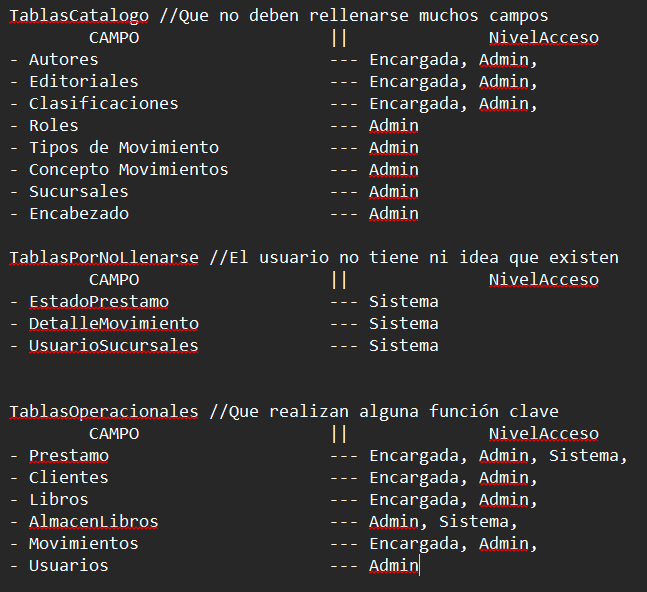 TablasCatalogo //Que no deben rellenarse muchos campos
CAMPO || NivelAcceso
- Autores --- Encargada, Admin,
- Editoriales --- Encargada, Admin,
- Clasificaciones --- Encargada, Admin,
- Roles --- Admin
- Tipos de Movimiento --- Admin
- Concepto Movimientos --- Admin
- Sucursales --- Admin
- Encabezado --- Admin
TablasPorNoLlenarse //El usuario no tiene ni idea que existen
CAMPO || NivelAcceso
- EstadoPrestamo --- Sistema
- DetalleMovimiento --- Sistema
- UsuarioSucursales --- Sistema
TablasOperacionales //Que realizan alguna función clave
CAMPO || NivelAcceso
- Prestamo --- Encargada, Admin, Sistema,
- Clientes --- Encargada, Admin,
- Libros --- Encargada, Admin,
- AlmacenLibros --- Admin, Sistema,
- Movimientos --- Encargada, Admin,
- Usuarios --- Admin